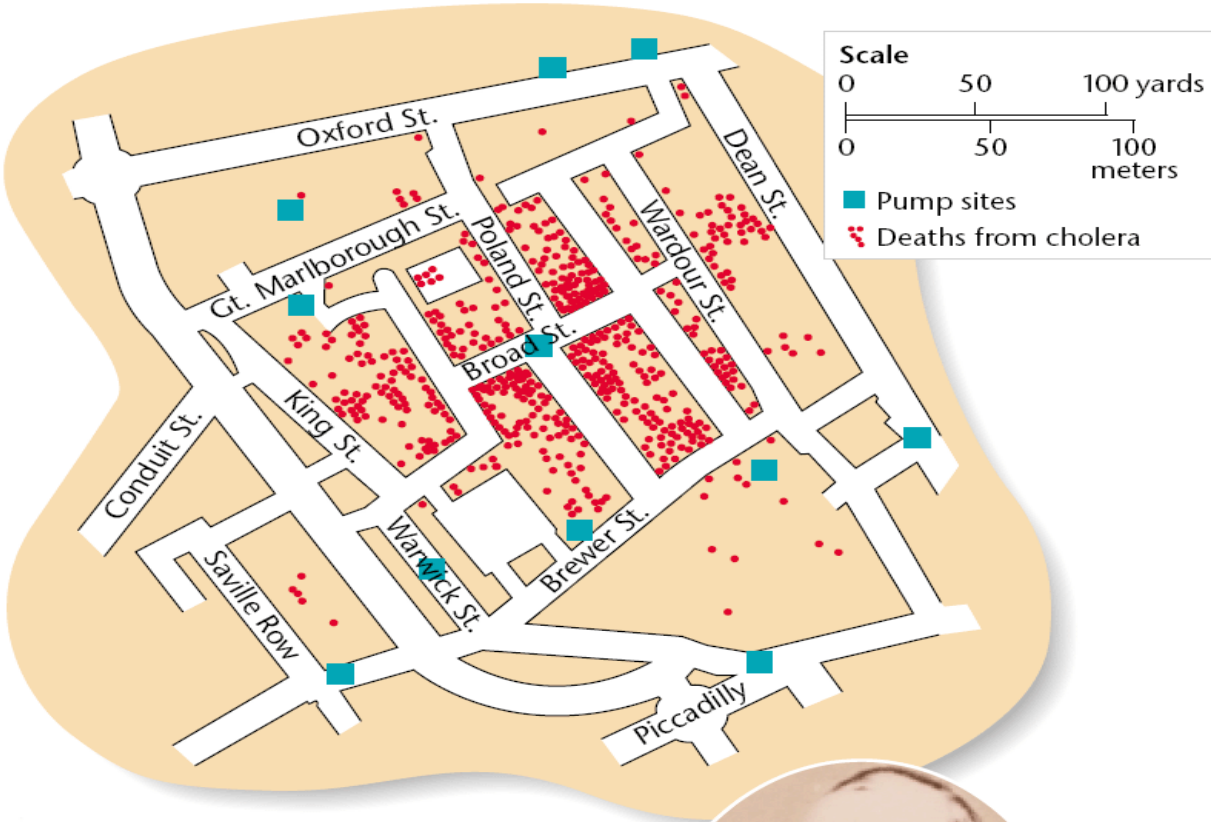 Scale
0 50 100 yards
0 50 100
meters
Pump sites
Deaths from cholera
Oxford St.
Dean St.
Gt. Marlborough St.
Poland St.
Wardour St.
Broad St.
King St.
Conduit St.
Warwick St.
Brewer St.
Saville Row
Piccadilly